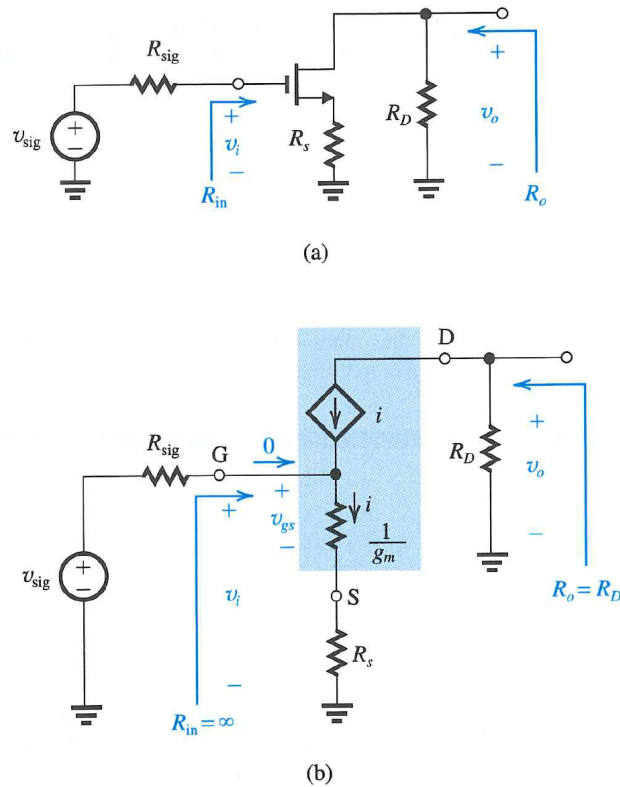 R_sig
v_sig
+
−
+
v_i
−
R_in
R_s
R_D
+
v_o
−
R_o
(a)
D
i
R_sig
G
0
+
v_gs
−
i
1/g_m
S
R_s
R_D
+
v_o
−
R_o = R_D
v_sig
+
−
+
v_i
−
R_in = ∞
(b)